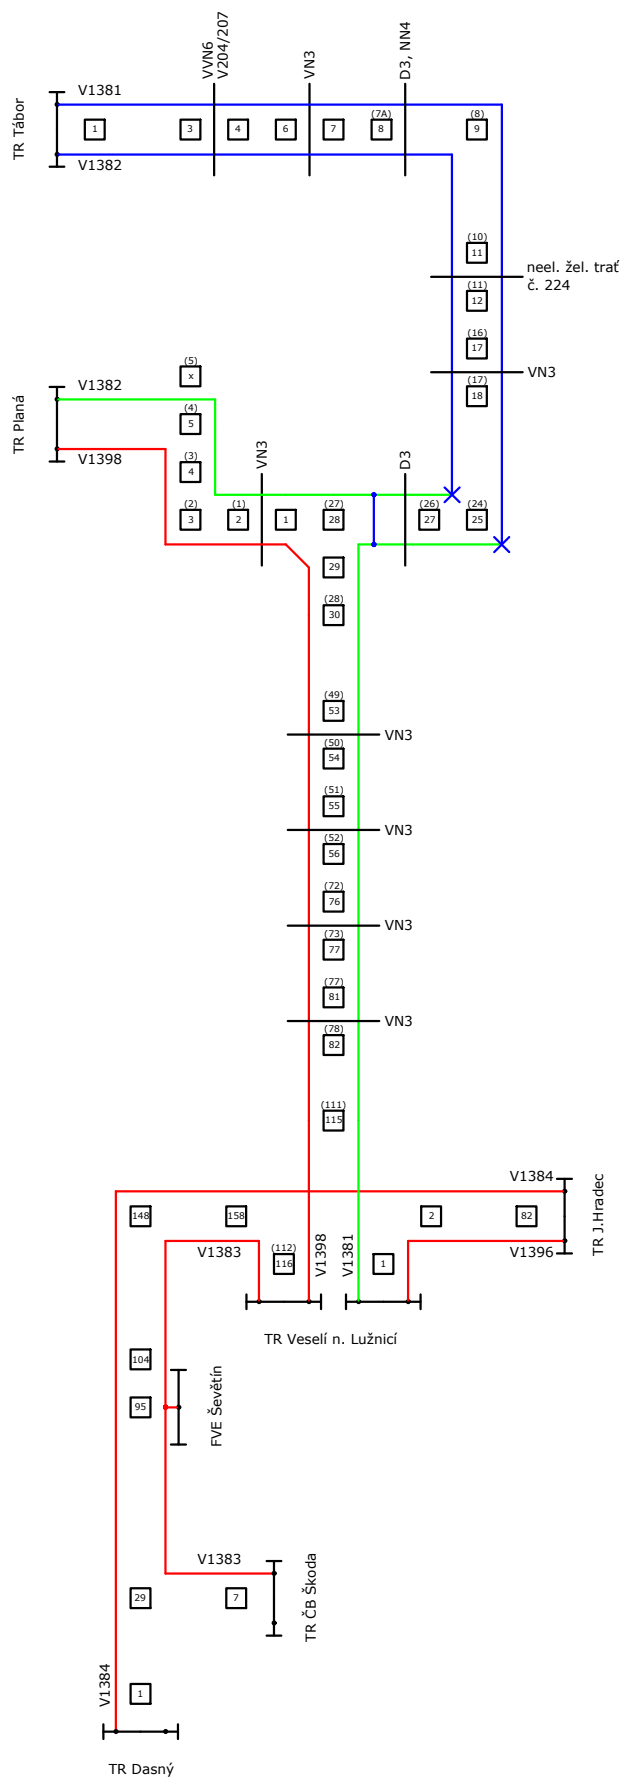 VVN6
V204/207
VN3
D3, NN4
TR Tábor
V1381
1
3
4
6
7
(7A)
8
(8)
9
V1382
(10)
11
neel. žel. trať
č. 224
(11)
12
(16)
17
VN3
(17)
18
TR Planá
V1382
(5)
x
(4)
5
V1398
(3)
4
VN3
D3
(2)
3
(1)
2
1
(27)
28
(26)
27
(24)
25
29
(28)
30
(49)
53
VN3
(50)
54
(51)
55
VN3
(52)
56
(72)
76
VN3
(73)
77
(77)
81
VN3
(78)
82
(111)
115
V1384
TR J.Hradec
148
158
2
82
V1383
(112)
116
V1398
V1381
1
V1396
TR Veselí n. Lužnicí
104
95
FVE Ševětín
V1383
TR ČB Škoda
29
7
V1384
1
TR Dasný